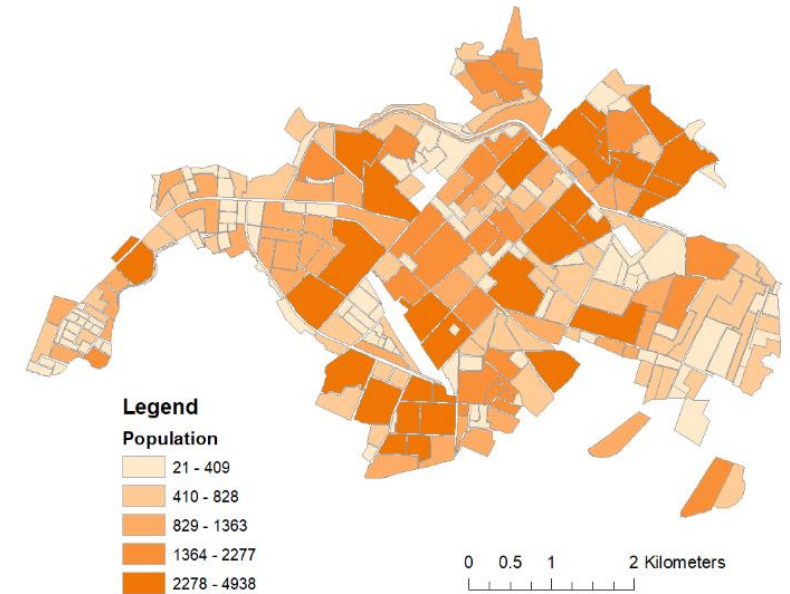 Legend
Population
21 - 409
410 - 828
829 - 1363
1364 - 2277
2278 - 4938
0 0.5 1 2 Kilometers